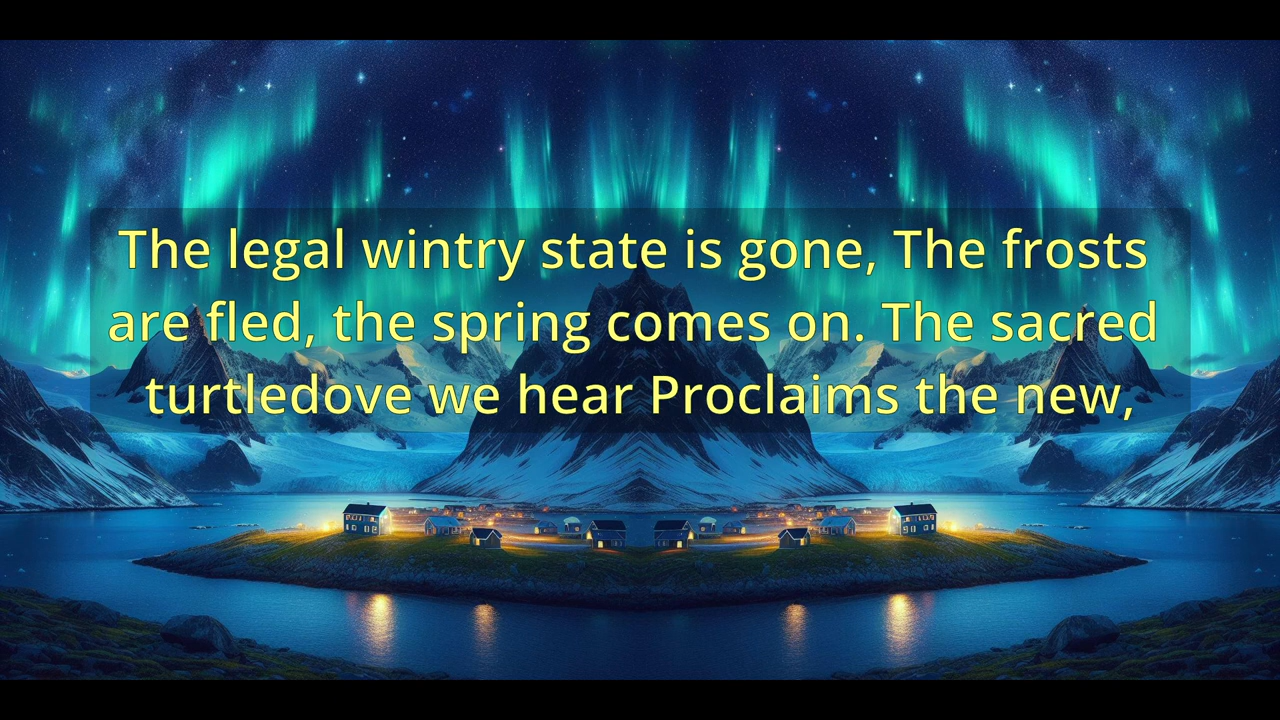 The legal wintry state is gone, The frosts
are fled, the spring comes on. The sacred
turtledove we hear Proclaims the new,